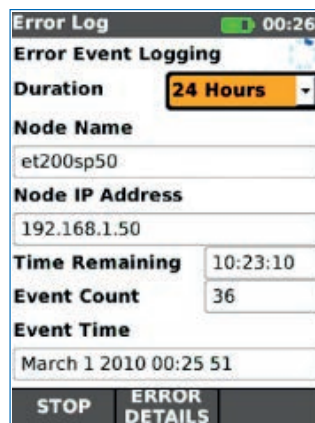 Error Log 00:26
Error Event Logging
Duration 24 Hours
Node Name
et200sp50
Node IP Address
192.168.1.50
Time Remaining 10:23:10
Event Count 36
Event Time
March 1 2010 00:25 51
STOP ERROR DETAILS